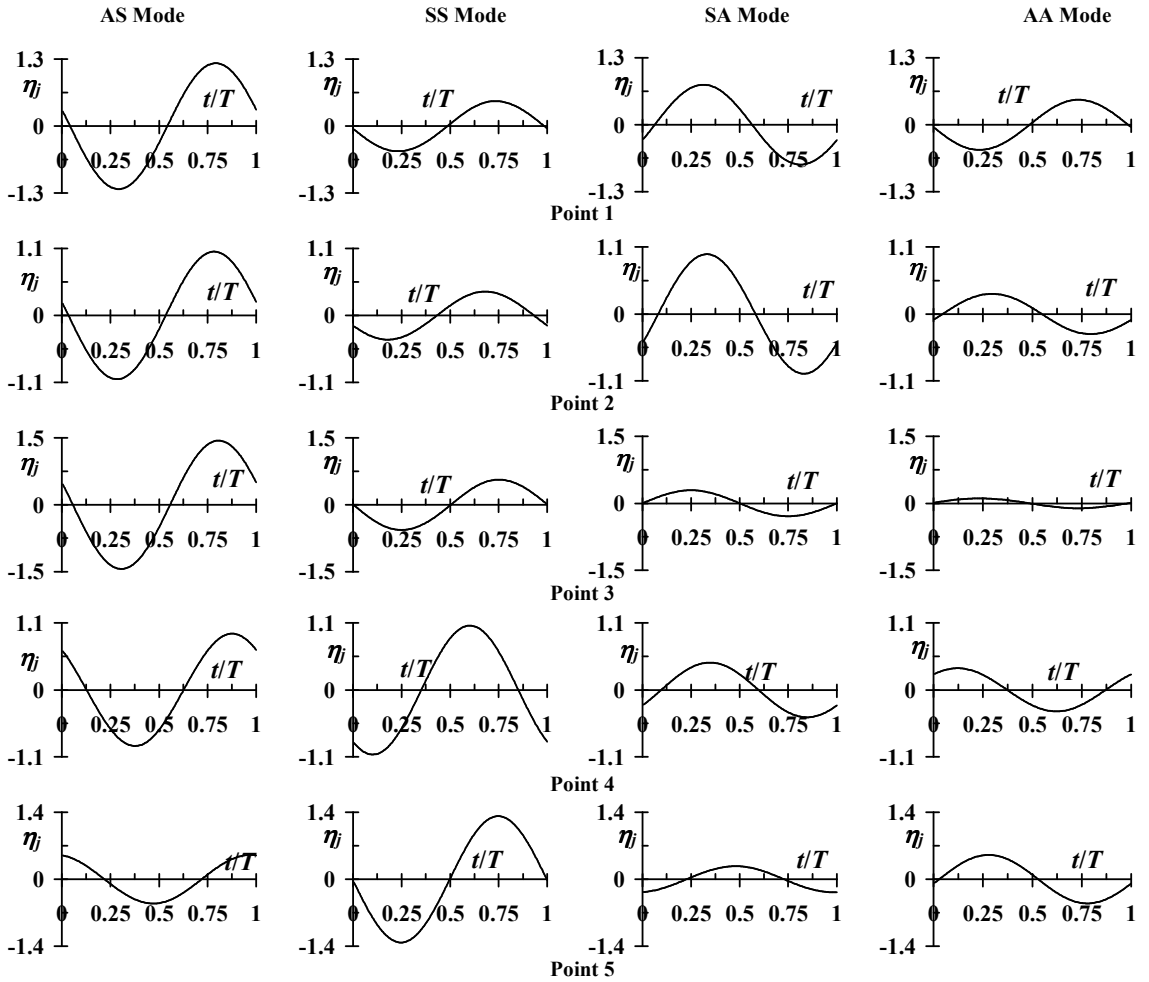 AS Mode SS Mode SA Mode AA Mode
1.3 1.3 1.3 1.3
ηj ηj ηj ηj
t/T t/T t/T t/T
0 0 0 0
0 0.25 0.5 0.75 1 0 0.25 0.5 0.75 1 0 0.25 0.5 0.75 1 0 0.25 0.5 0.75 1
-1.3 -1.3 -1.3 -1.3
Point 1
1.1 1.1 1.1 1.1
ηj ηj ηj ηj
t/T t/T t/T t/T
0 0 0 0
0 0.25 0.5 0.75 1 0 0.25 0.5 0.75 1 0 0.25 0.5 0.75 1 0 0.25 0.5 0.75 1
-1.1 -1.1 -1.1 -1.1
Point 2
1.5 1.5 1.5 1.5
ηj ηj ηj ηj
t/T t/T t/T t/T
0 0 0 0
0 0.25 0.5 0.75 1 0 0.25 0.5 0.75 1 0 0.25 0.5 0.75 1 0 0.25 0.5 0.75 1
-1.5 -1.5 -1.5 -1.5
Point 3
1.1 1.1 1.1 1.1
ηj ηj ηj ηj
t/T t/T t/T t/T
0 0 0 0
0 0.25 0.5 0.75 1 0 0.25 0.5 0.75 1 0 0.25 0.5 0.75 1 0 0.25 0.5 0.75 1
-1.1 -1.1 -1.1 -1.1
Point 4
1.4 1.4 1.4 1.4
ηj ηj ηj ηj
t/T t/T t/T t/T
0 0 0 0
0 0.25 0.5 0.75 1 0 0.25 0.5 0.75 1 0 0.25 0.5 0.75 1 0 0.25 0.5 0.75 1
-1.4 -1.4 -1.4 -1.4
Point 5